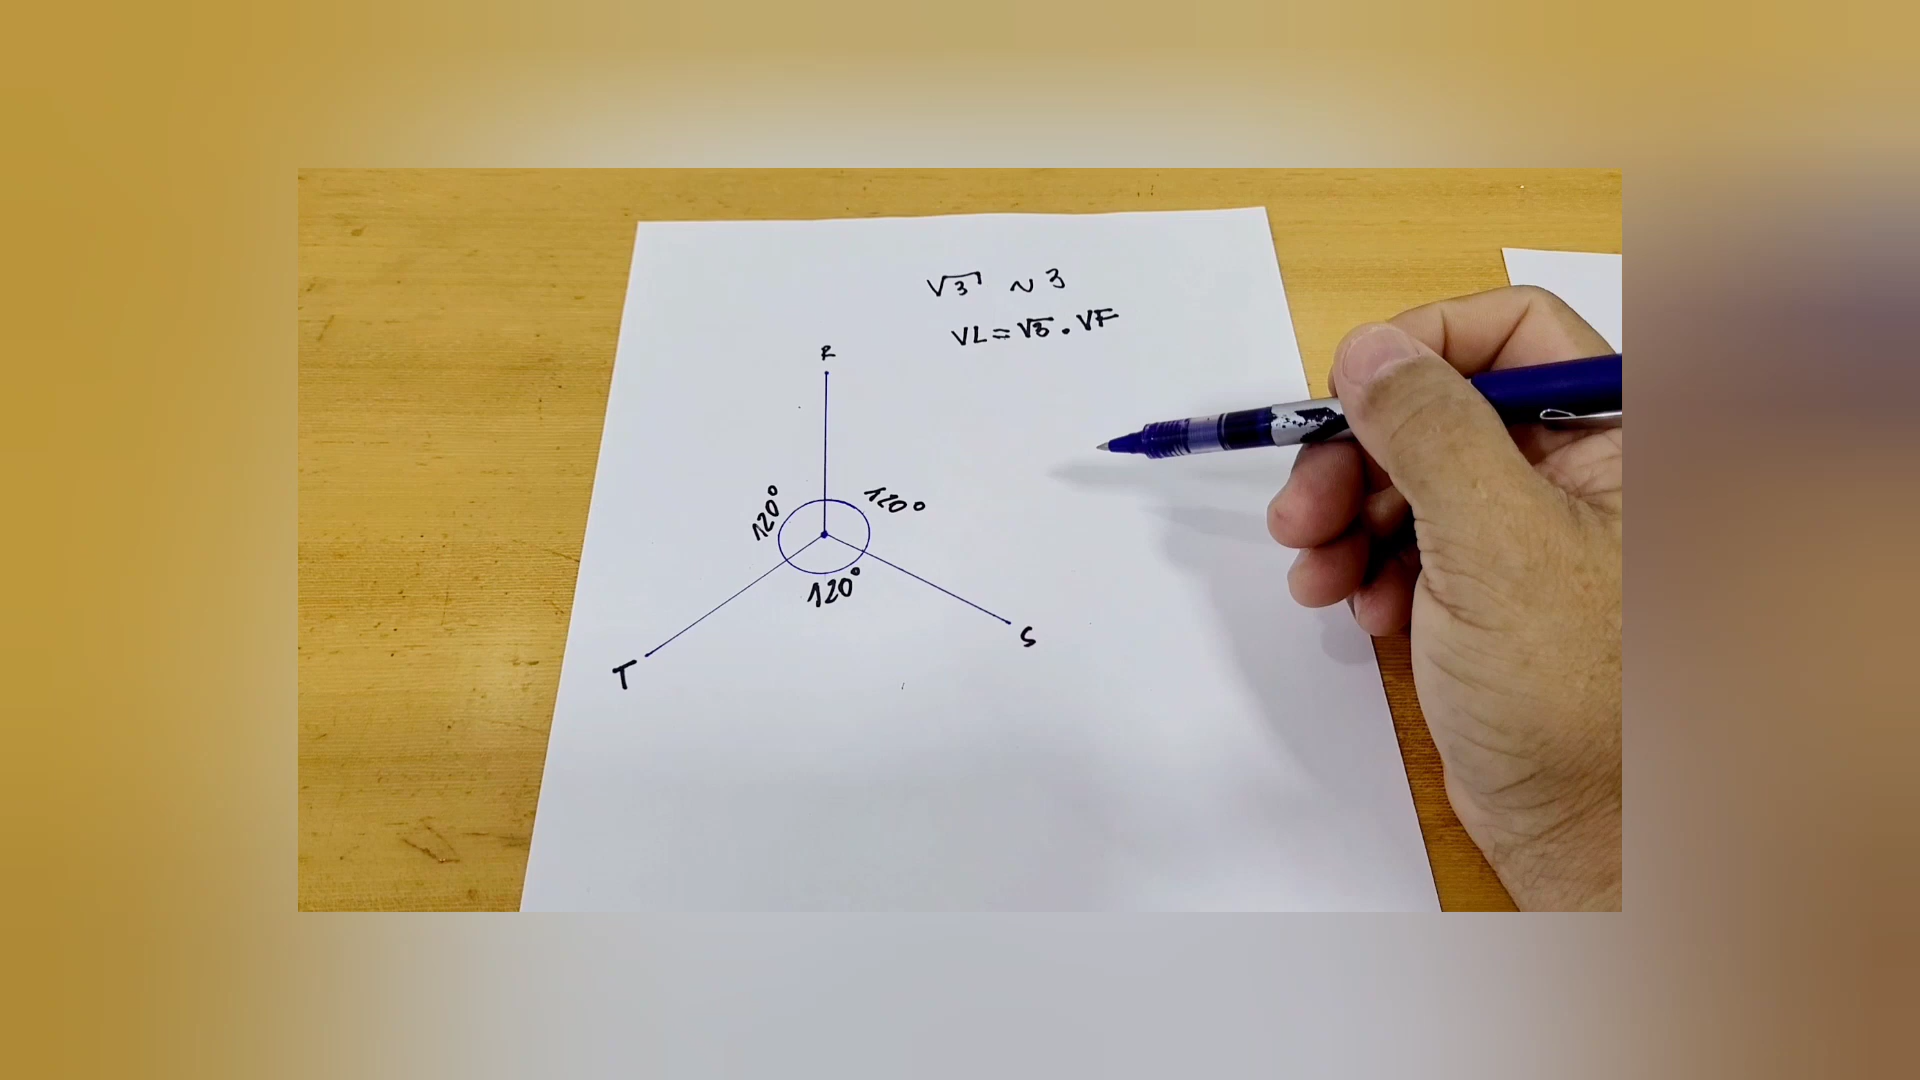 √3 ~ 3
VL = √3 . VF
R
120° 120°
120°
S
T